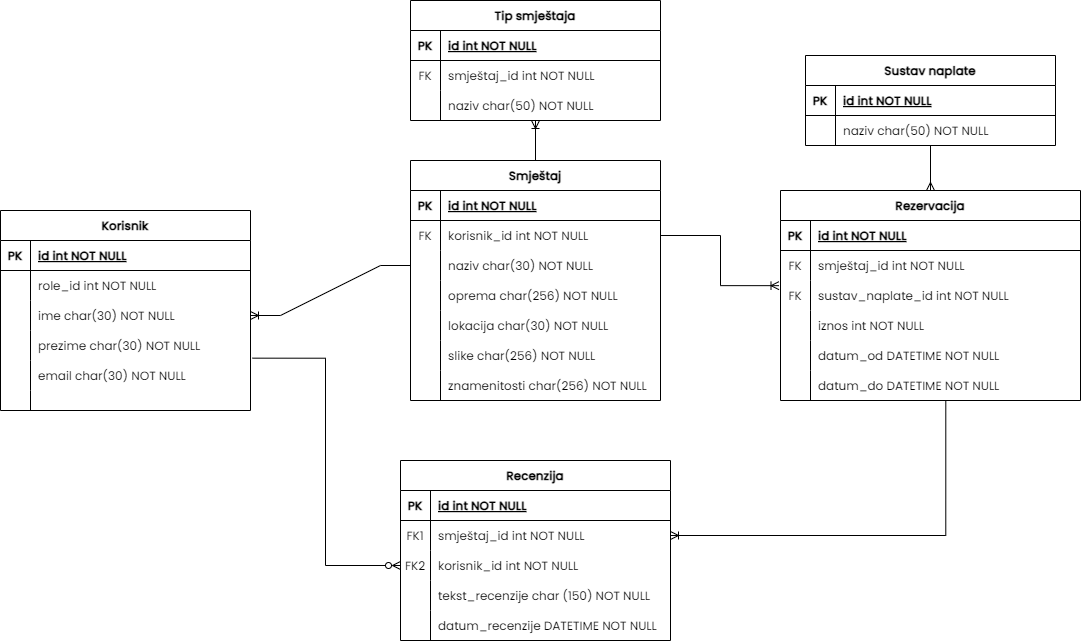 Tip smještaja
PK id int NOT NULL
FK smještaj_id int NOT NULL
naziv char(50) NOT NULL
Sustav naplate
PK id int NOT NULL
naziv char(50) NOT NULL
Smještaj
PK id int NOT NULL
FK korisnik_id int NOT NULL
naziv char(30) NOT NULL
oprema char(256) NOT NULL
lokacija char(30) NOT NULL
slike char(256) NOT NULL
znamenitosti char(256) NOT NULL
Rezervacija
PK id int NOT NULL
FK smještaj_id int NOT NULL
FK sustav_naplate_id int NOT NULL
iznos int NOT NULL
datum_od DATETIME NOT NULL
datum_do DATETIME NOT NULL
Korisnik
PK id int NOT NULL
role_id int NOT NULL
ime char(30) NOT NULL
prezime char(30) NOT NULL
email char(30) NOT NULL
Recenzija
PK id int NOT NULL
FK1 smještaj_id int NOT NULL
FK2 korisnik_id int NOT NULL
tekst_recenzije char (150) NOT NULL
datum_recenzije DATETIME NOT NULL